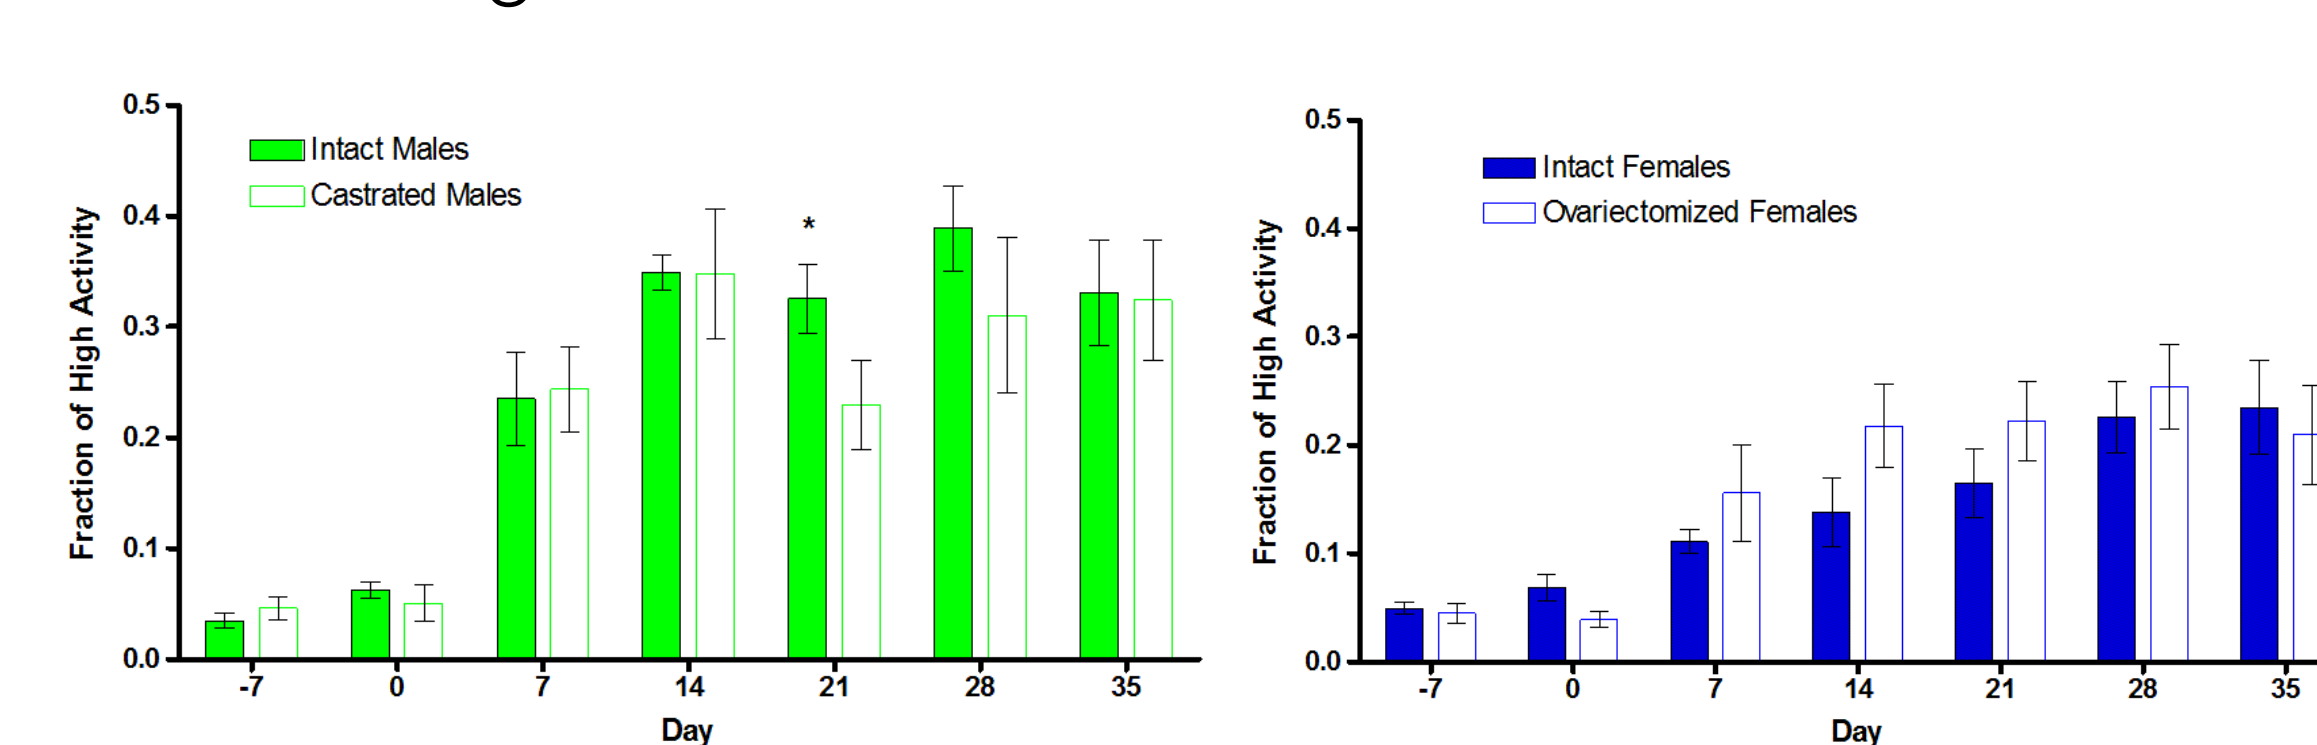 0.5
Intact Males
Castrated Males
0.4
*
0.3
0.2
0.1
0.0
Fraction of High Activity
-7 0 7 14 21 28 35
Day
0.5
Intact Females
Ovariectomized Females
0.4
0.3
0.2
0.1
0.0
Fraction of High Activity
-7 0 7 14 21 28 35
Day